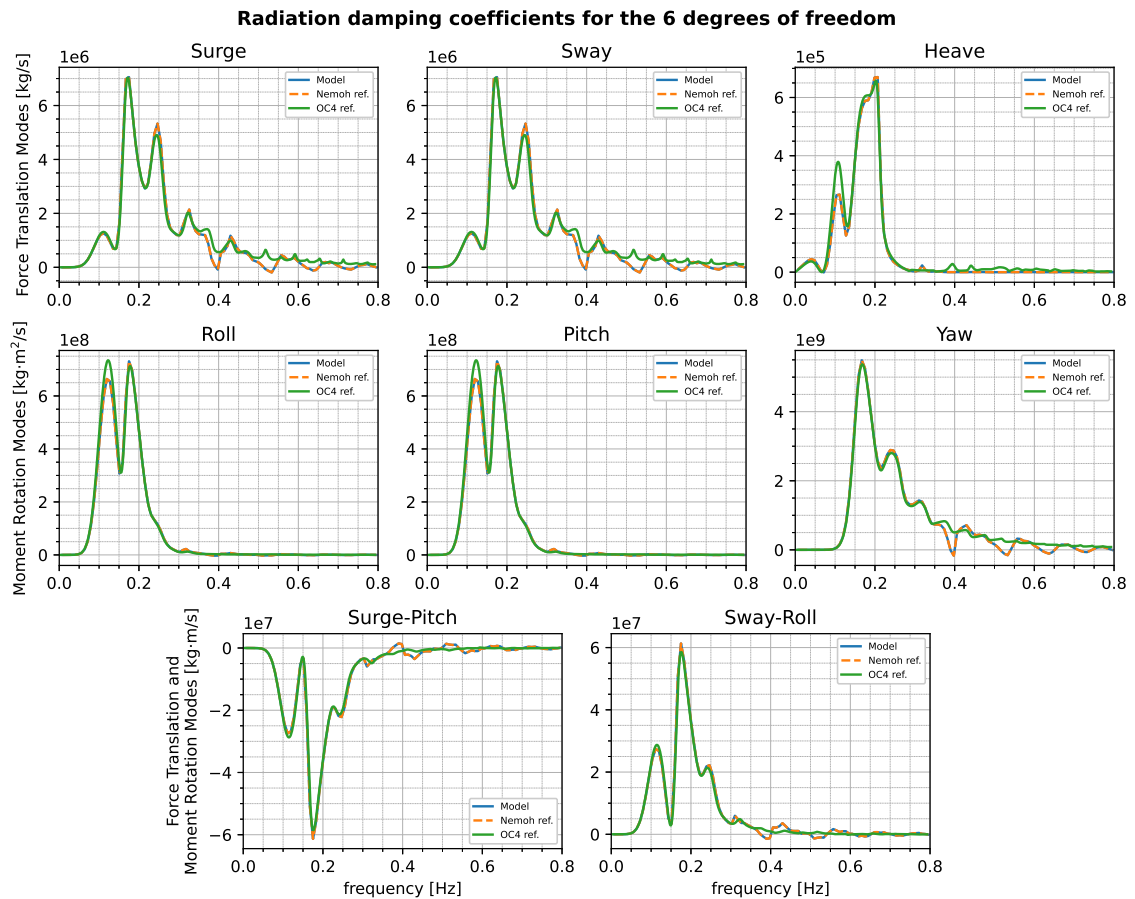 Radiation damping coefficients for the 6 degrees of freedom
Surge
1e6
Force Translation Modes [kg/s]
6
4
2
0
0.0 0.2 0.4 0.6 0.8
Model
Nemoh ref.
OC4 ref.
Sway
1e6
6
4
2
0
0.0 0.2 0.4 0.6 0.8
Model
Nemoh ref.
OC4 ref.
Heave
1e5
6
4
2
0
0.0 0.2 0.4 0.6 0.8
Model
Nemoh ref.
OC4 ref.
Roll
1e8
Moment Rotation Modes [kg·m²/s]
6
4
2
0
0.0 0.2 0.4 0.6 0.8
Model
Nemoh ref.
OC4 ref.
Pitch
1e8
6
4
2
0
0.0 0.2 0.4 0.6 0.8
Model
Nemoh ref.
OC4 ref.
Yaw
1e9
4
2
0
0.0 0.2 0.4 0.6 0.8
Model
Nemoh ref.
OC4 ref.
Surge-Pitch
1e7
Force Translation and
Moment Rotation Modes [kg·m/s]
0
−2
−4
−6
0.0 0.2 0.4 0.6 0.8
frequency [Hz]
Model
Nemoh ref.
OC4 ref.
Sway-Roll
1e7
6
4
2
0
0.0 0.2 0.4 0.6 0.8
frequency [Hz]
Model
Nemoh ref.
OC4 ref.